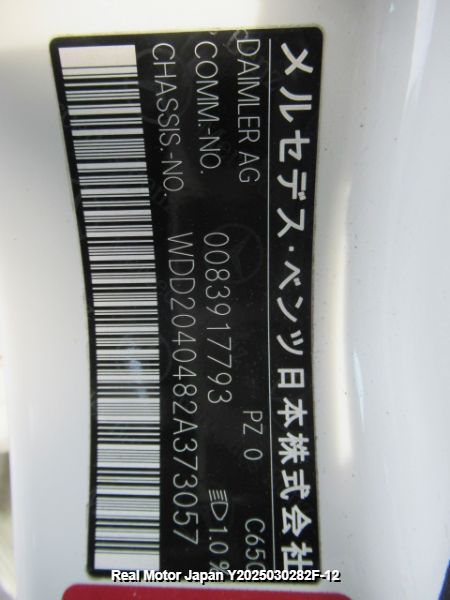 メルセデス・ベンツ日本株式会社
DAIMLER AG PZ 0 C650
COMM.-NO. 0083917793 1.0%
CHASSIS.-NO. WDD2040482A373057
Real Motor Japan Y2025030282F-12